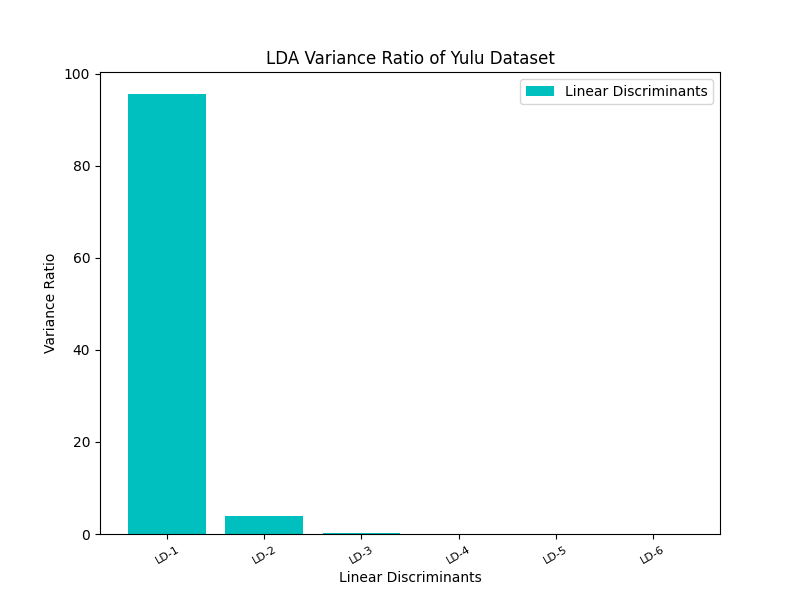 LDA Variance Ratio of Yulu Dataset
Linear Discriminants
100
80
60
40
20
0
Variance Ratio
LD-1
LD-2
LD-3
LD-4
LD-5
LD-6
Linear Discriminants